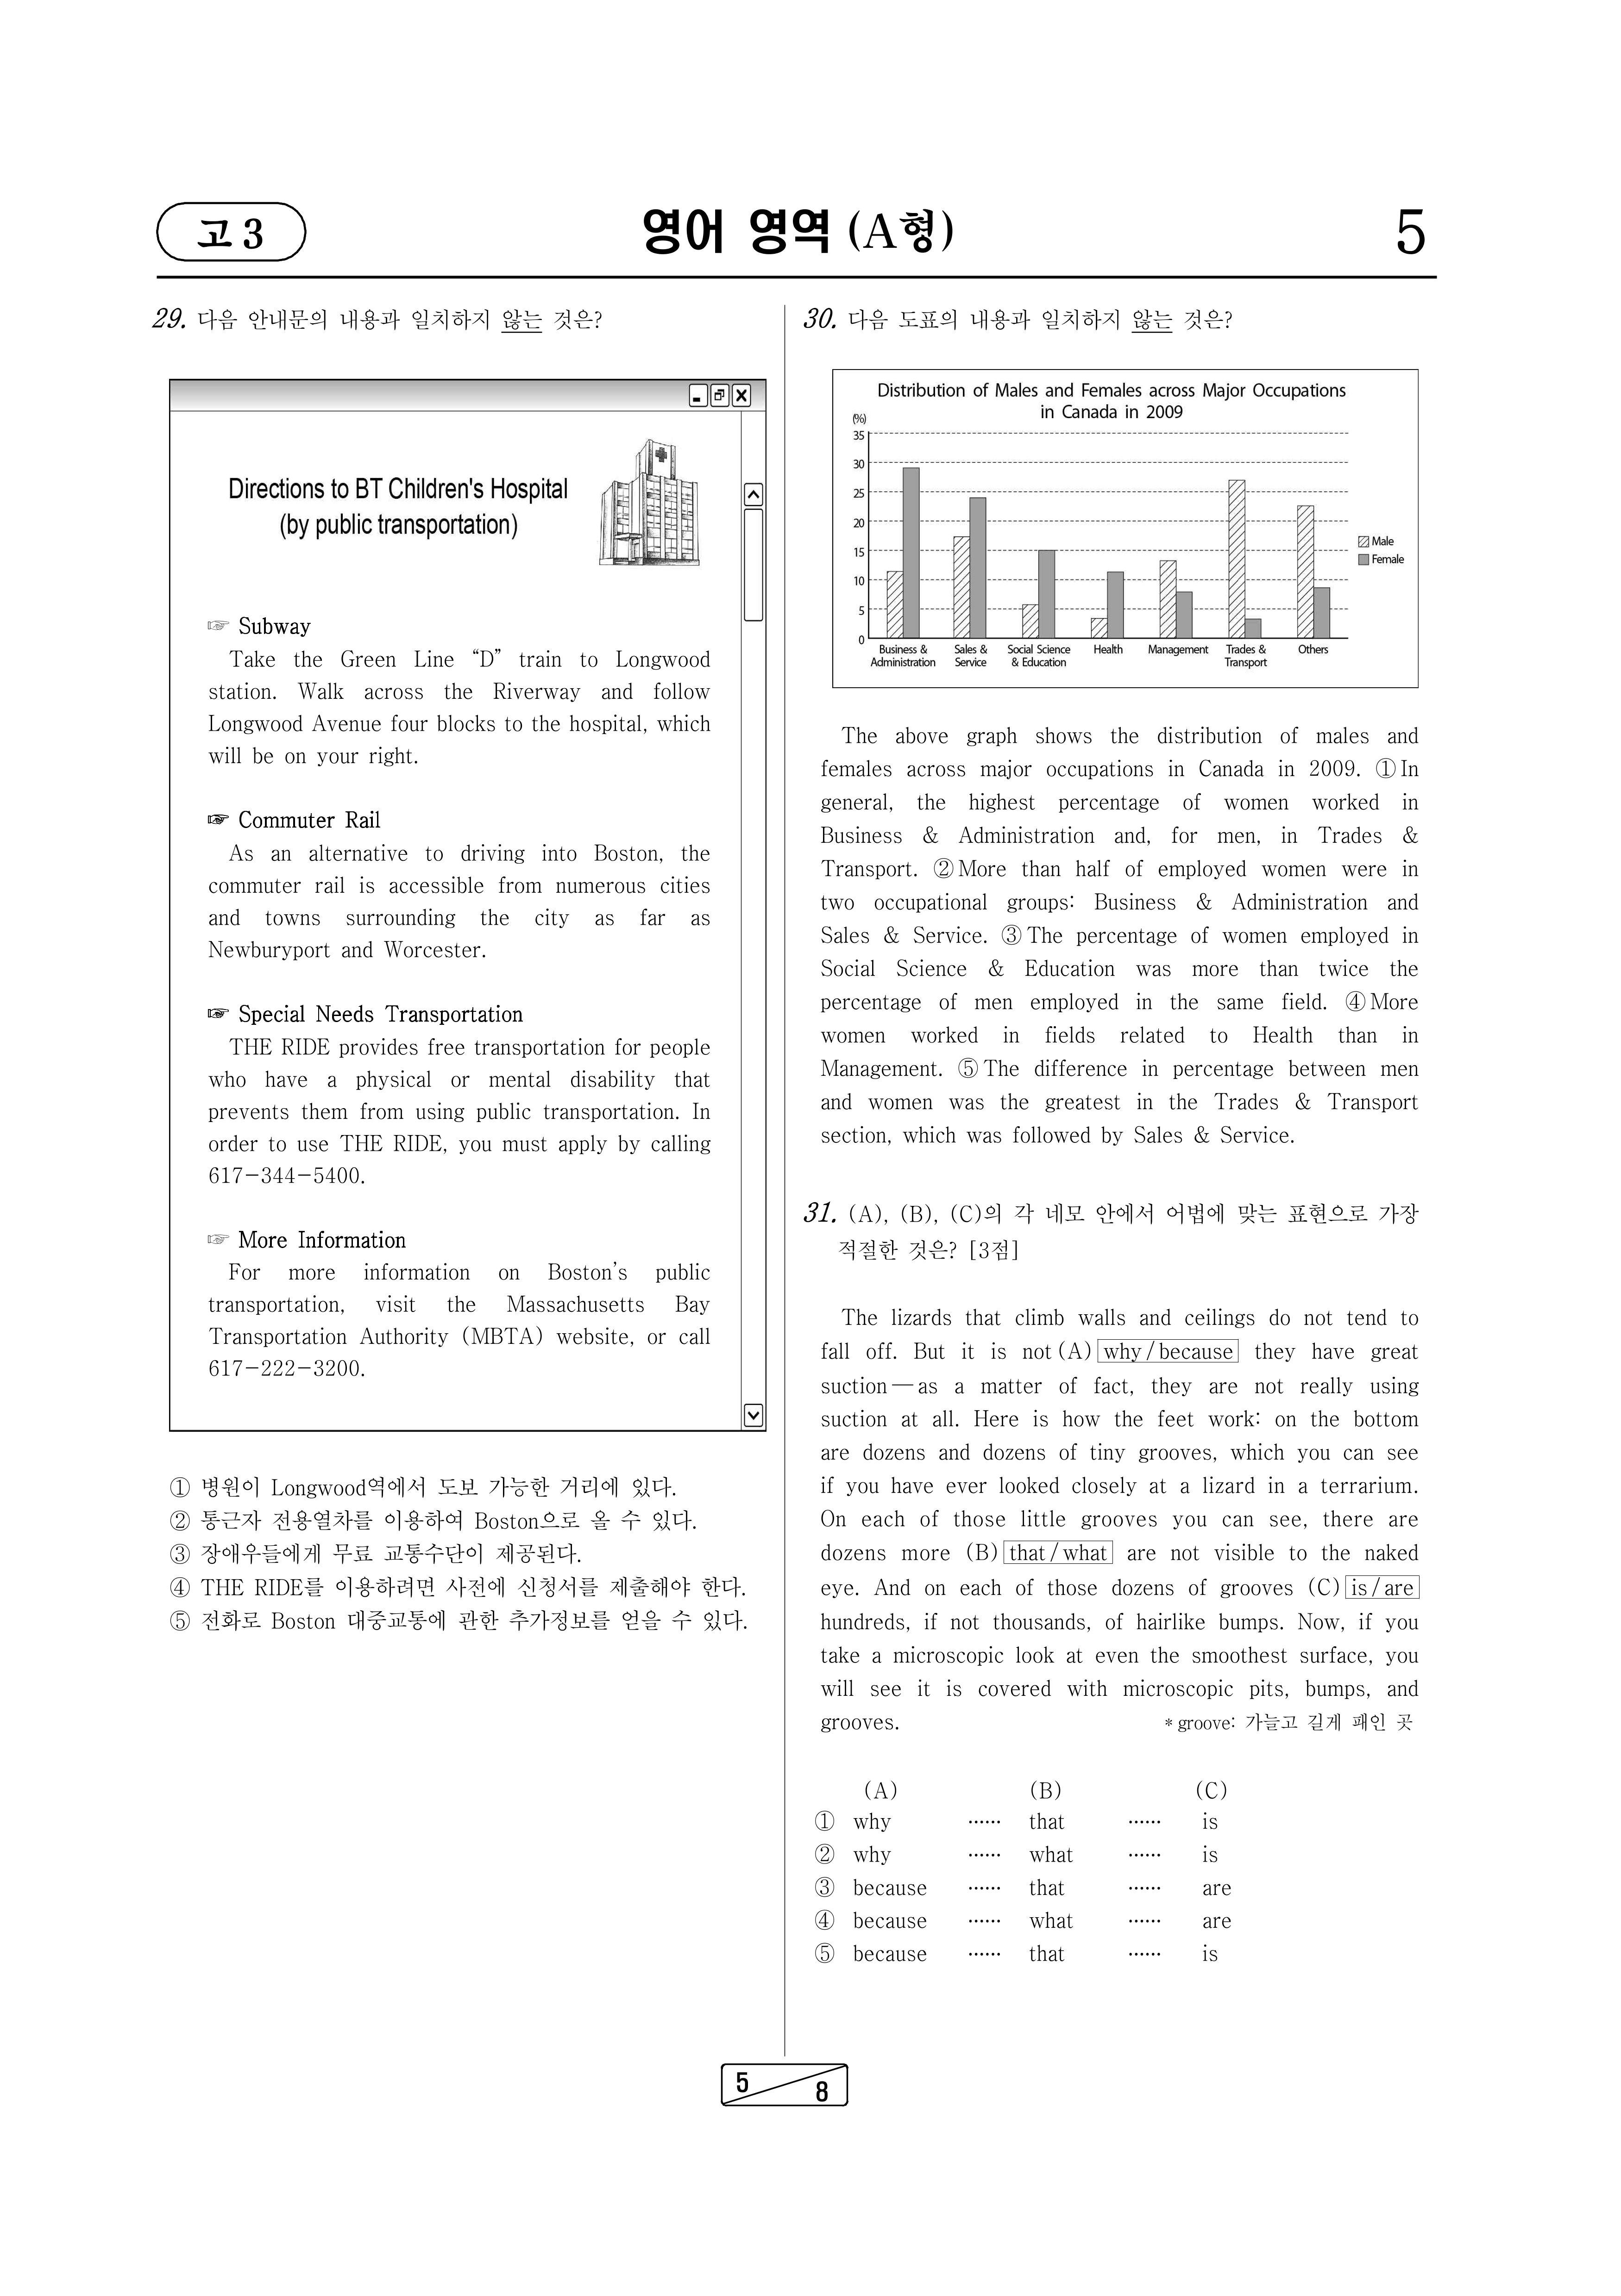 고3
영어 영역 (A형)
5
29. 다음 안내문의 내용과 일치하지 않는 것은?
Directions to BT Children's Hospital
(by public transportation)
☞ Subway
Take the Green Line “D” train to Longwood
station. Walk across the Riverway and follow
Longwood Avenue four blocks to the hospital, which
will be on your right.
☞ Commuter Rail
As an alternative to driving into Boston, the
commuter rail is accessible from numerous cities
and towns surrounding the city as far as
Newburyport and Worcester.
☞ Special Needs Transportation
THE RIDE provides free transportation for people
who have a physical or mental disability that
prevents them from using public transportation. In
order to use THE RIDE, you must apply by calling
617-344-5400.
☞ More Information
For more information on Boston's public
transportation, visit the Massachusetts Bay
Transportation Authority (MBTA) website, or call
617-222-3200.
① 병원이 Longwood역에서 도보 가능한 거리에 있다.
② 통근자 전용열차를 이용하여 Boston으로 올 수 있다.
③ 장애우들에게 무료 교통수단이 제공된다.
④ THE RIDE를 이용하려면 사전에 신청서를 제출해야 한다.
⑤ 전화로 Boston 대중교통에 관한 추가정보를 얻을 수 있다.
30. 다음 도표의 내용과 일치하지 않는 것은?
Distribution of Males and Females across Major Occupations
in Canada in 2009
(%)
35
30
25
20
15
10
5
0
Business &
Administration
Sales &
Service
Social Science
& Education
Health
Management
Trades &
Transport
Others
Male
Female
The above graph shows the distribution of males and
females across major occupations in Canada in 2009. ① In
general, the highest percentage of women worked in
Business & Administration and, for men, in Trades &
Transport. ② More than half of employed women were in
two occupational groups: Business & Administration and
Sales & Service. ③ The percentage of women employed in
Social Science & Education was more than twice the
percentage of men employed in the same field. ④ More
women worked in fields related to Health than in
Management. ⑤ The difference in percentage between men
and women was the greatest in the Trades & Transport
section, which was followed by Sales & Service.
31. (A), (B), (C)의 각 네모 안에서 어법에 맞는 표현으로 가장
적절한 것은? [3점]
The lizards that climb walls and ceilings do not tend to
fall off. But it is not (A) why / because they have great
suction — as a matter of fact, they are not really using
suction at all. Here is how the feet work: on the bottom
are dozens and dozens of tiny grooves, which you can see
if you have ever looked closely at a lizard in a terrarium.
On each of those little grooves you can see, there are
dozens more (B) that / what are not visible to the naked
eye. And on each of those dozens of grooves (C) is / are
hundreds, if not thousands, of hairlike bumps. Now, if you
take a microscopic look at even the smoothest surface, you
will see it is covered with microscopic pits, bumps, and
grooves. * groove: 가늘고 길게 패인 곳
(A) (B) (C)
① why …… that …… is
② why …… what …… is
③ because …… that …… are
④ because …… what …… are
⑤ because …… that …… is
5
8